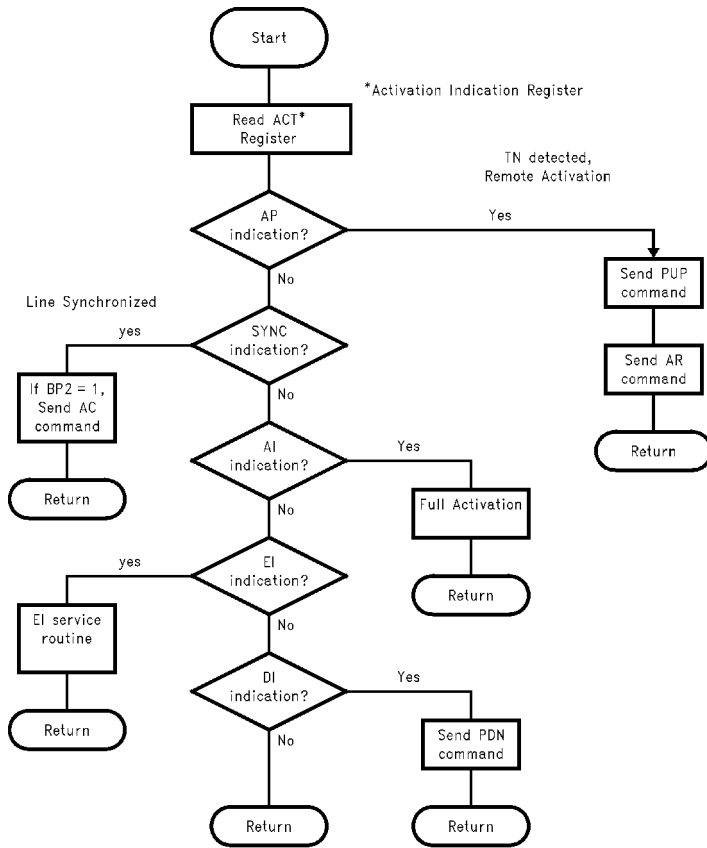 Start
*Activation Indication Register
Read ACT*
Register
TN detected,
Remote Activation
AP
indication?
Yes
No
Send PUP
command
Line Synchronized
SYNC
indication?
yes
No
Send AR
command
If BP2 = 1,
Send AC
command
Return
AI
indication?
Yes
No
Return
Full Activation
EI
indication?
yes
No
Return
EI service
routine
DI
indication?
Yes
No
Return
Send PDN
command
Return
Return